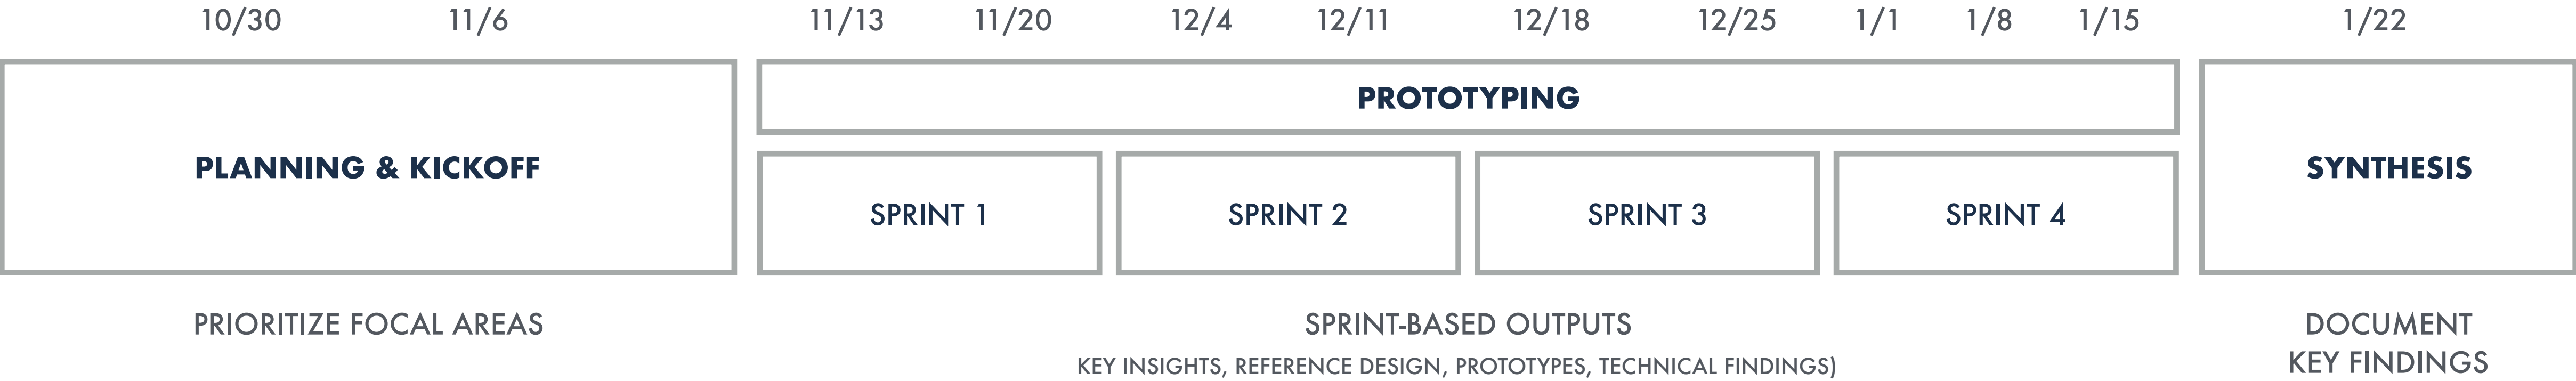 10/30 11/6 11/13 11/20 12/4 12/11 12/18 12/25 1/1 1/8 1/15 1/22
PROTOTYPING
PLANNING & KICKOFF
SYNTHESIS
SPRINT 1 SPRINT 2 SPRINT 3 SPRINT 4
PRIORITIZE FOCAL AREAS
SPRINT-BASED OUTPUTS
KEY INSIGHTS, REFERENCE DESIGN, PROTOTYPES, TECHNICAL FINDINGS)
DOCUMENT
KEY FINDINGS